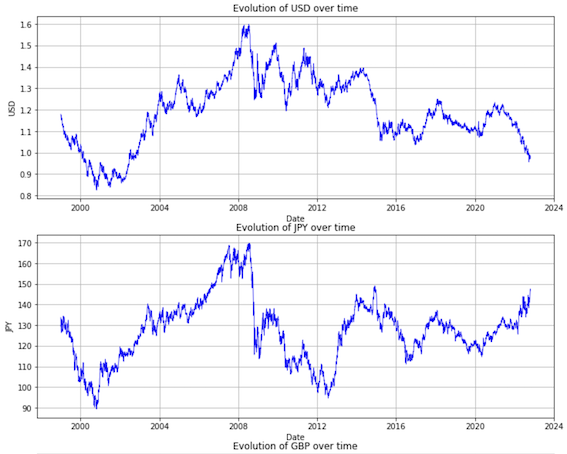 Evolution of USD over time
1.6
1.5
1.4
1.3
1.2
1.1
1.0
0.9
0.8
USD
2000 2004 2008 2012 2016 2020 2024
Date
Evolution of JPY over time
170
160
150
140
130
120
110
100
90
JPY
2000 2004 2008 2012 2016 2020 2024
Date
Evolution of GBP over time